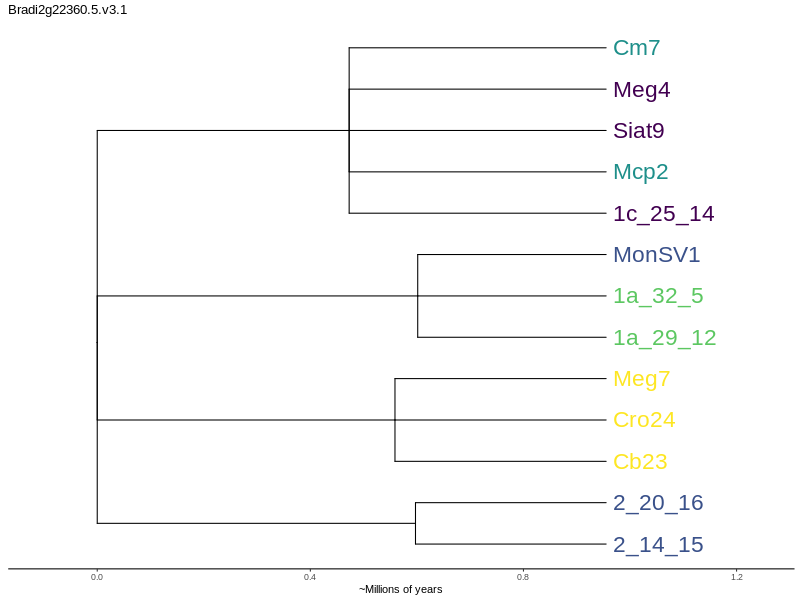 Bradi2g22360.5.v3.1
Cm7
Meg4
Siat9
Mcp2
1c_25_14
MonSV1
1a_32_5
1a_29_12
Meg7
Cro24
Cb23
2_20_16
2_14_15
0.0 0.4 0.8 1.2
~Millions of years